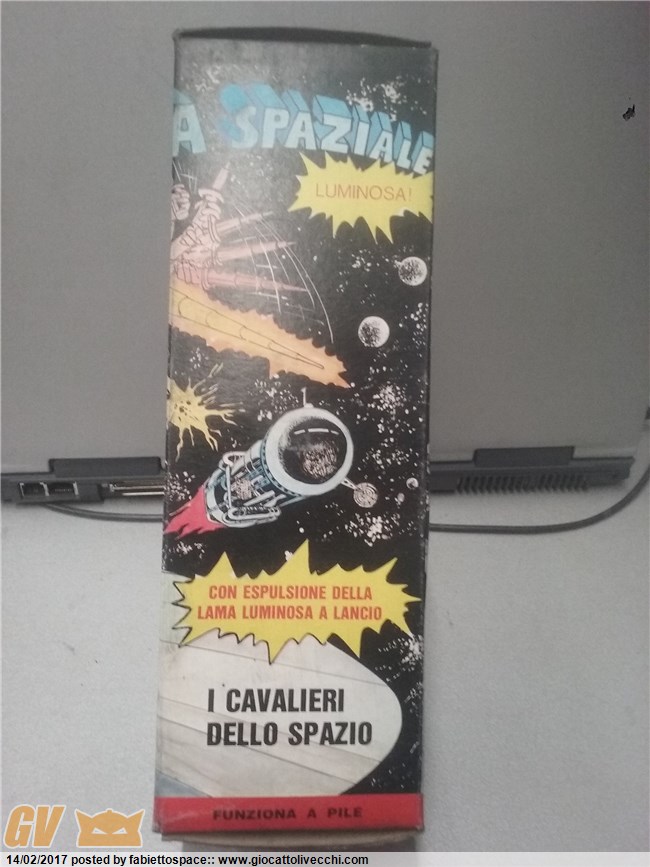 A SPAZIALE
LUMINOSA!
CON ESPULSIONE DELLA
LAMA LUMINOSA A LANCIO
I CAVALIERI
DELLO SPAZIO
FUNZIONA A PILE
GV
14/02/2017 posted by fabiettospace:: www.giocattolivecchi.com